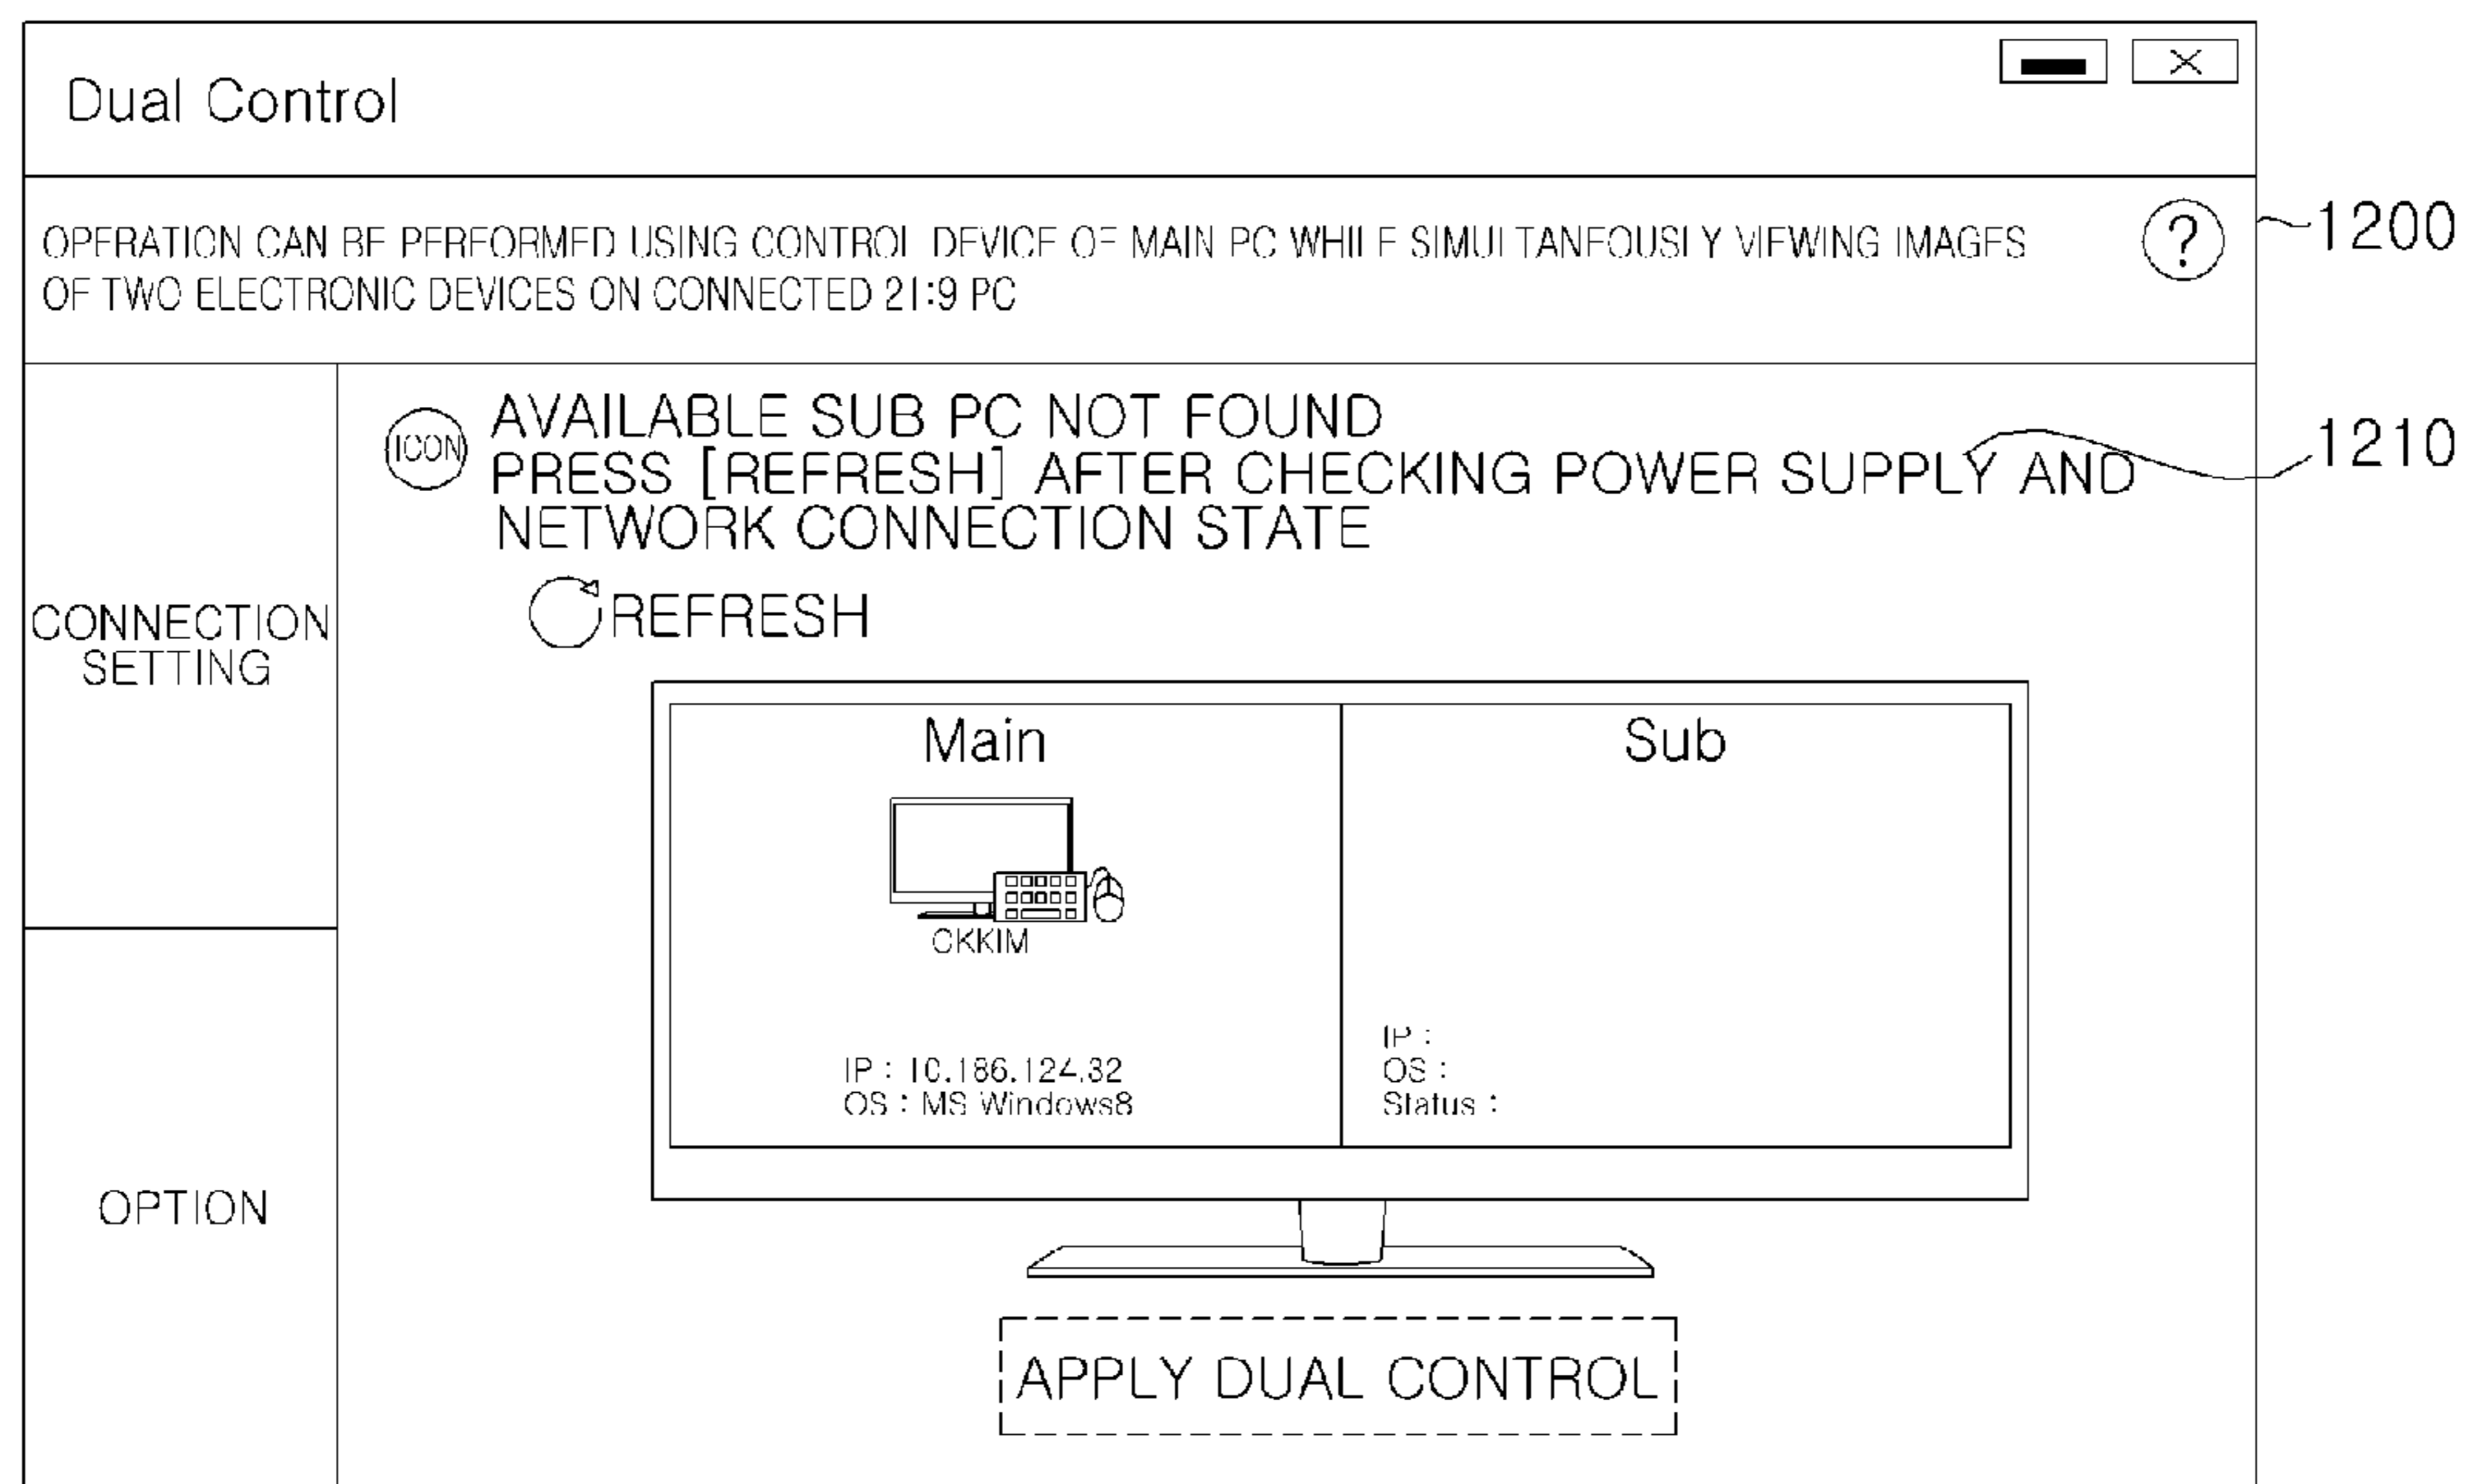 Dual Control
OPERATION CAN BE PERFORMED USING CONTROL DEVICE OF MAIN PC WHILE SIMULTANEOUSLY VIEWING IMAGES
?
1200
OF TWO ELECTRONIC DEVICES ON CONNECTED 21:9 PC
ICON
AVAILABLE SUB PC NOT FOUND
PRESS [REFRESH] AFTER CHECKING POWER SUPPLY AND
NETWORK CONNECTION STATE
1210
REFRESH
CONNECTION
SETTING
OPTION
Main
CKKIM
IP : 10.186.124.32
OS : MS Windows8
Sub
IP :
OS :
Status :
APPLY DUAL CONTROL